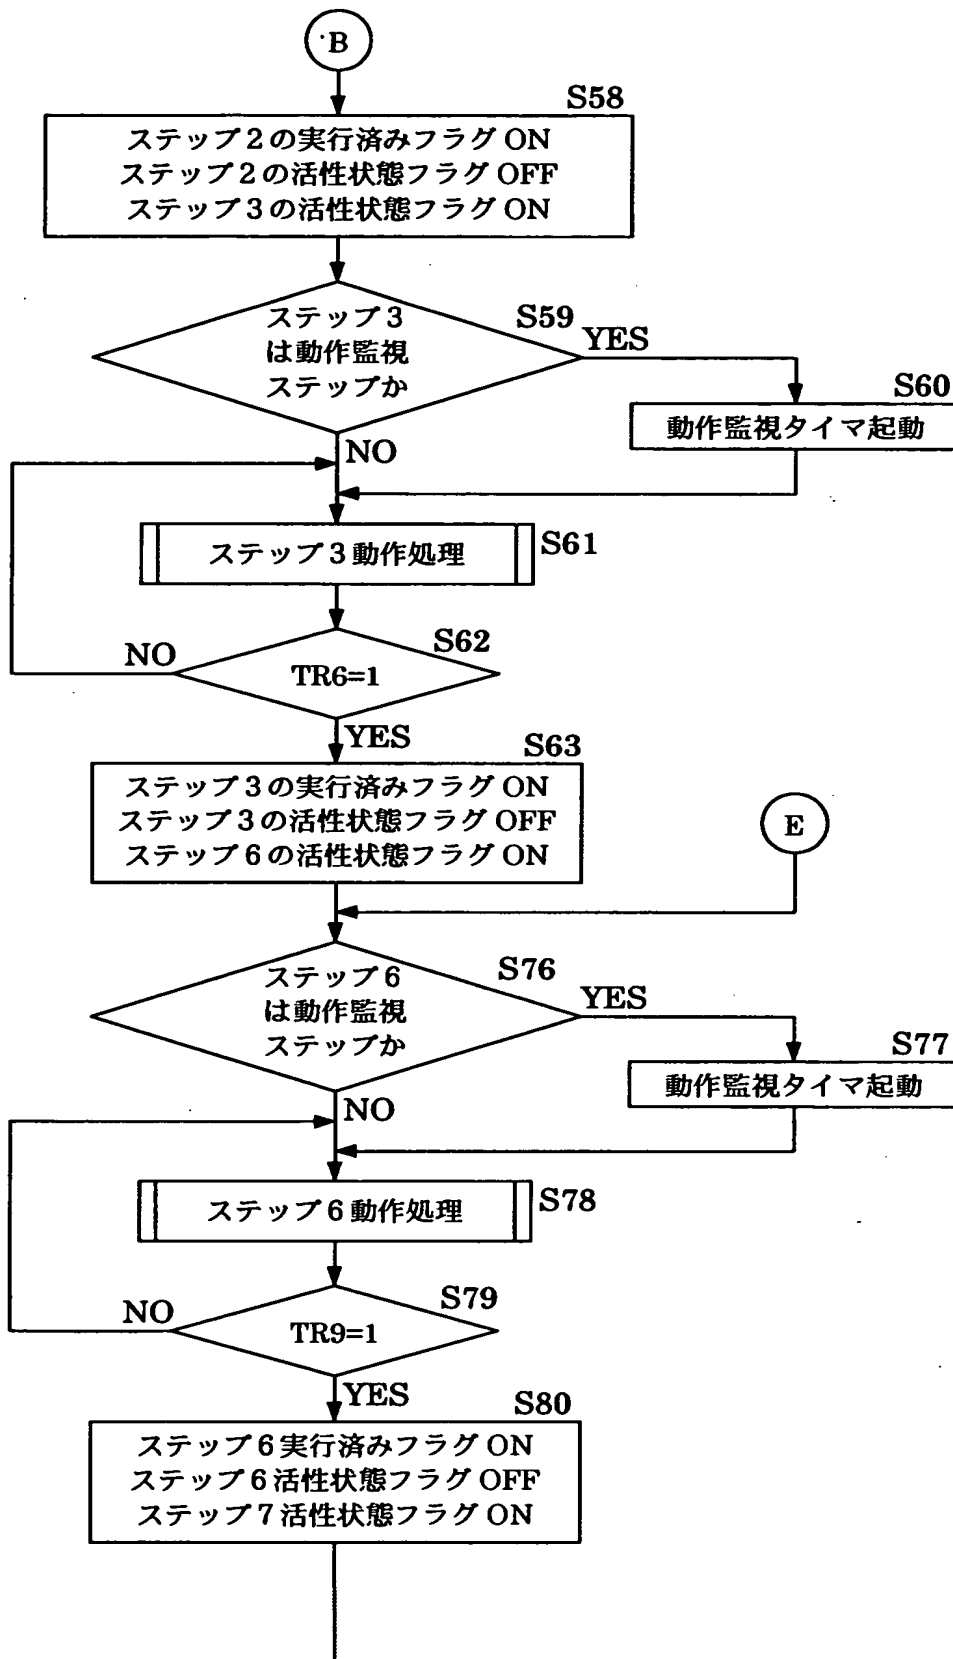 B
S58
ステップ2の実行済みフラグ ON
ステップ2の活性状態フラグ OFF
ステップ3の活性状態フラグ ON
ステップ3
は動作監視
ステップか
S59
YES
S60
動作監視タイマ起動
NO
ステップ3動作処理
S61
S62
NO
TR6=1
YES
S63
ステップ3の実行済みフラグ ON
ステップ3の活性状態フラグ OFF
ステップ6の活性状態フラグ ON
E
ステップ6
は動作監視
ステップか
S76
YES
S77
動作監視タイマ起動
NO
ステップ6動作処理
S78
S79
NO
TR9=1
YES
S80
ステップ6実行済みフラグ ON
ステップ6活性状態フラグ OFF
ステップ7活性状態フラグ ON